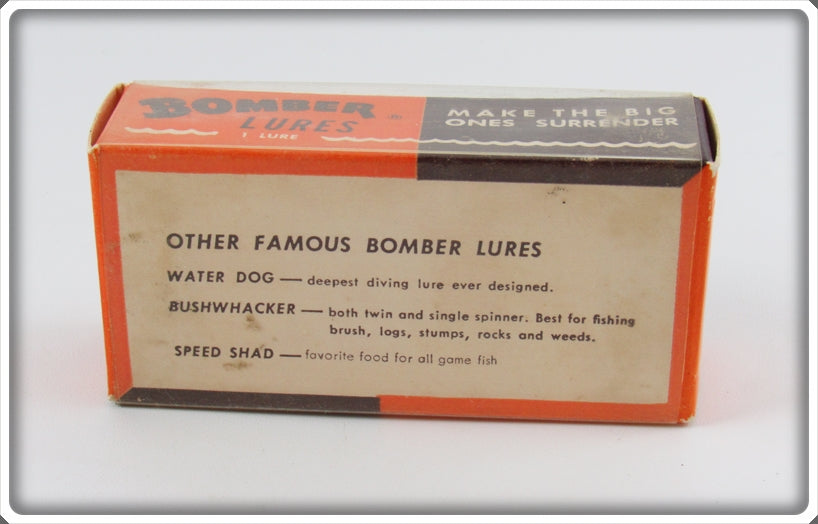 BOMBER ®
LURES
1 LURE
MAKE THE BIG
ONES SURRENDER
OTHER FAMOUS BOMBER LURES
WATER DOG — deepest diving lure ever designed.
BUSHWHACKER — both twin and single spinner. Best for fishing
brush, logs, stumps, rocks and weeds.
SPEED SHAD — favorite food for all game fish